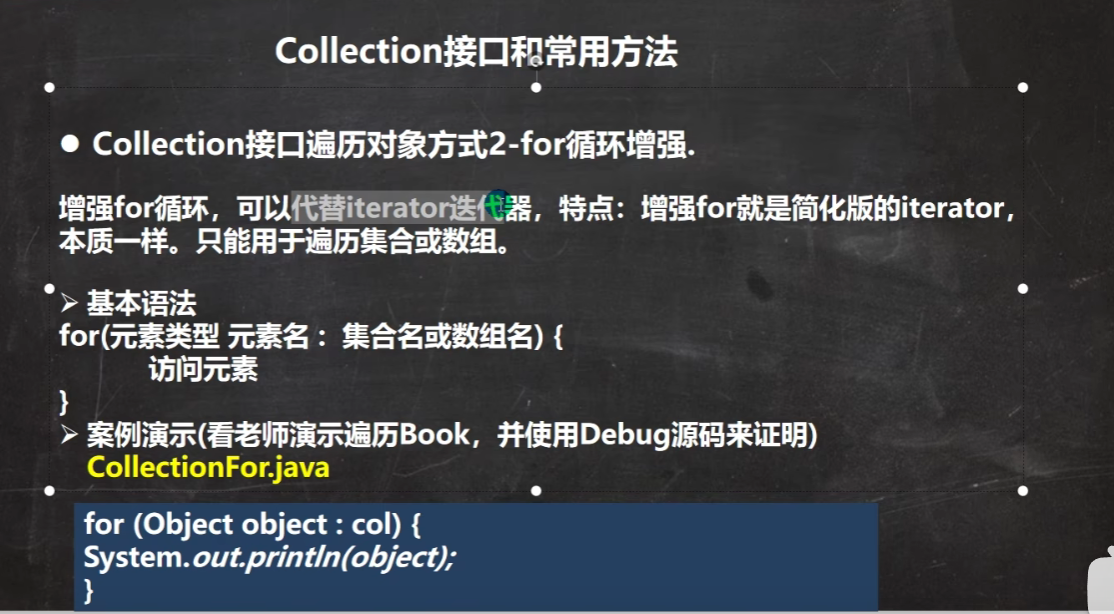 Collection接口和常用方法
● Collection接口遍历对象方式2-for循环增强.
增强for循环，可以代替iterator迭代器，特点：增强for就是简化版的iterator，
本质一样。只能用于遍历集合或数组。
➢ 基本语法
for(元素类型 元素名 : 集合名或数组名) {
访问元素
}
➢ 案例演示(看老师演示遍历Book，并使用Debug源码来证明)
CollectionFor.java
for (Object object : col) {
System.out.println(object);
}